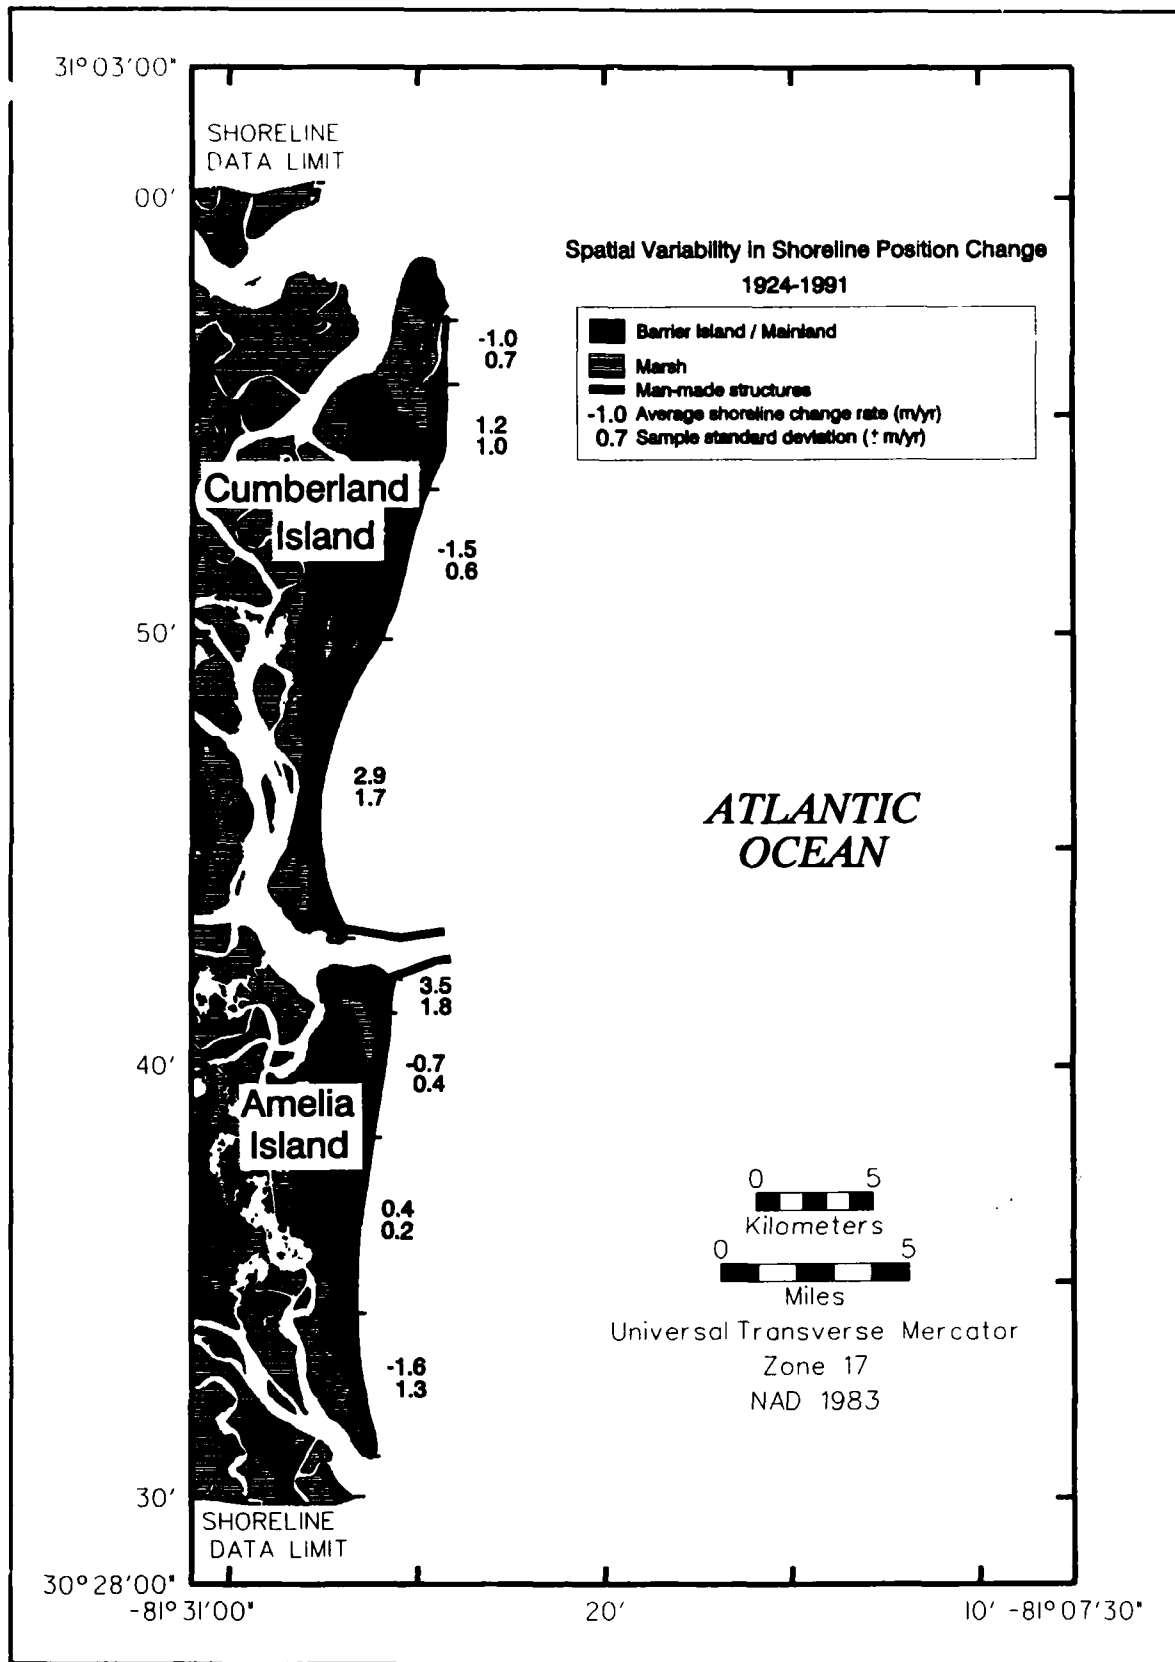 31°03'00"
SHORELINE
DATA LIMIT
00'
Spatial Variability in Shoreline Position Change
1924-1991
Barrier Island / Mainland
Marsh
Man-made structures
-1.0 Average shoreline change rate (m/yr)
0.7 Sample standard deviation (± m/yr)
-1.0
0.7
1.2
1.0
Cumberland
Island
-1.5
0.6
50'
2.9
1.7
ATLANTIC
OCEAN
3.5
1.8
40'
-0.7
0.4
Amelia
Island
0.4
0.2
0 5
Kilometers
0 5
Miles
Universal Transverse Mercator
Zone 17
NAD 1983
-1.6
1.3
30'
SHORELINE
DATA LIMIT
30°28'00"
-81°31'00" 20' 10' -81°07'30"